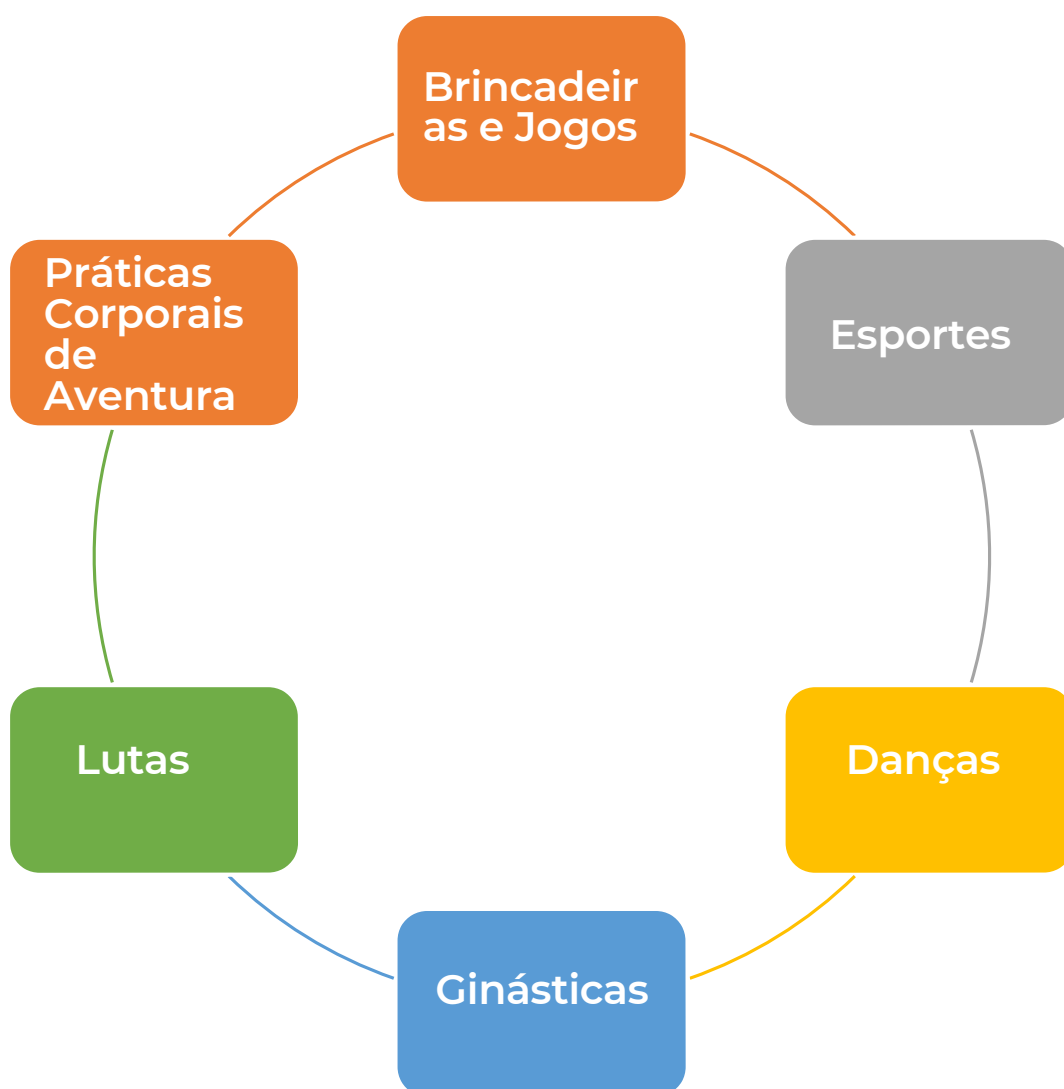 Brincadeir
as e Jogos
Práticas
Corporais
de
Aventura
Esportes
Lutas
Danças
Ginásticas